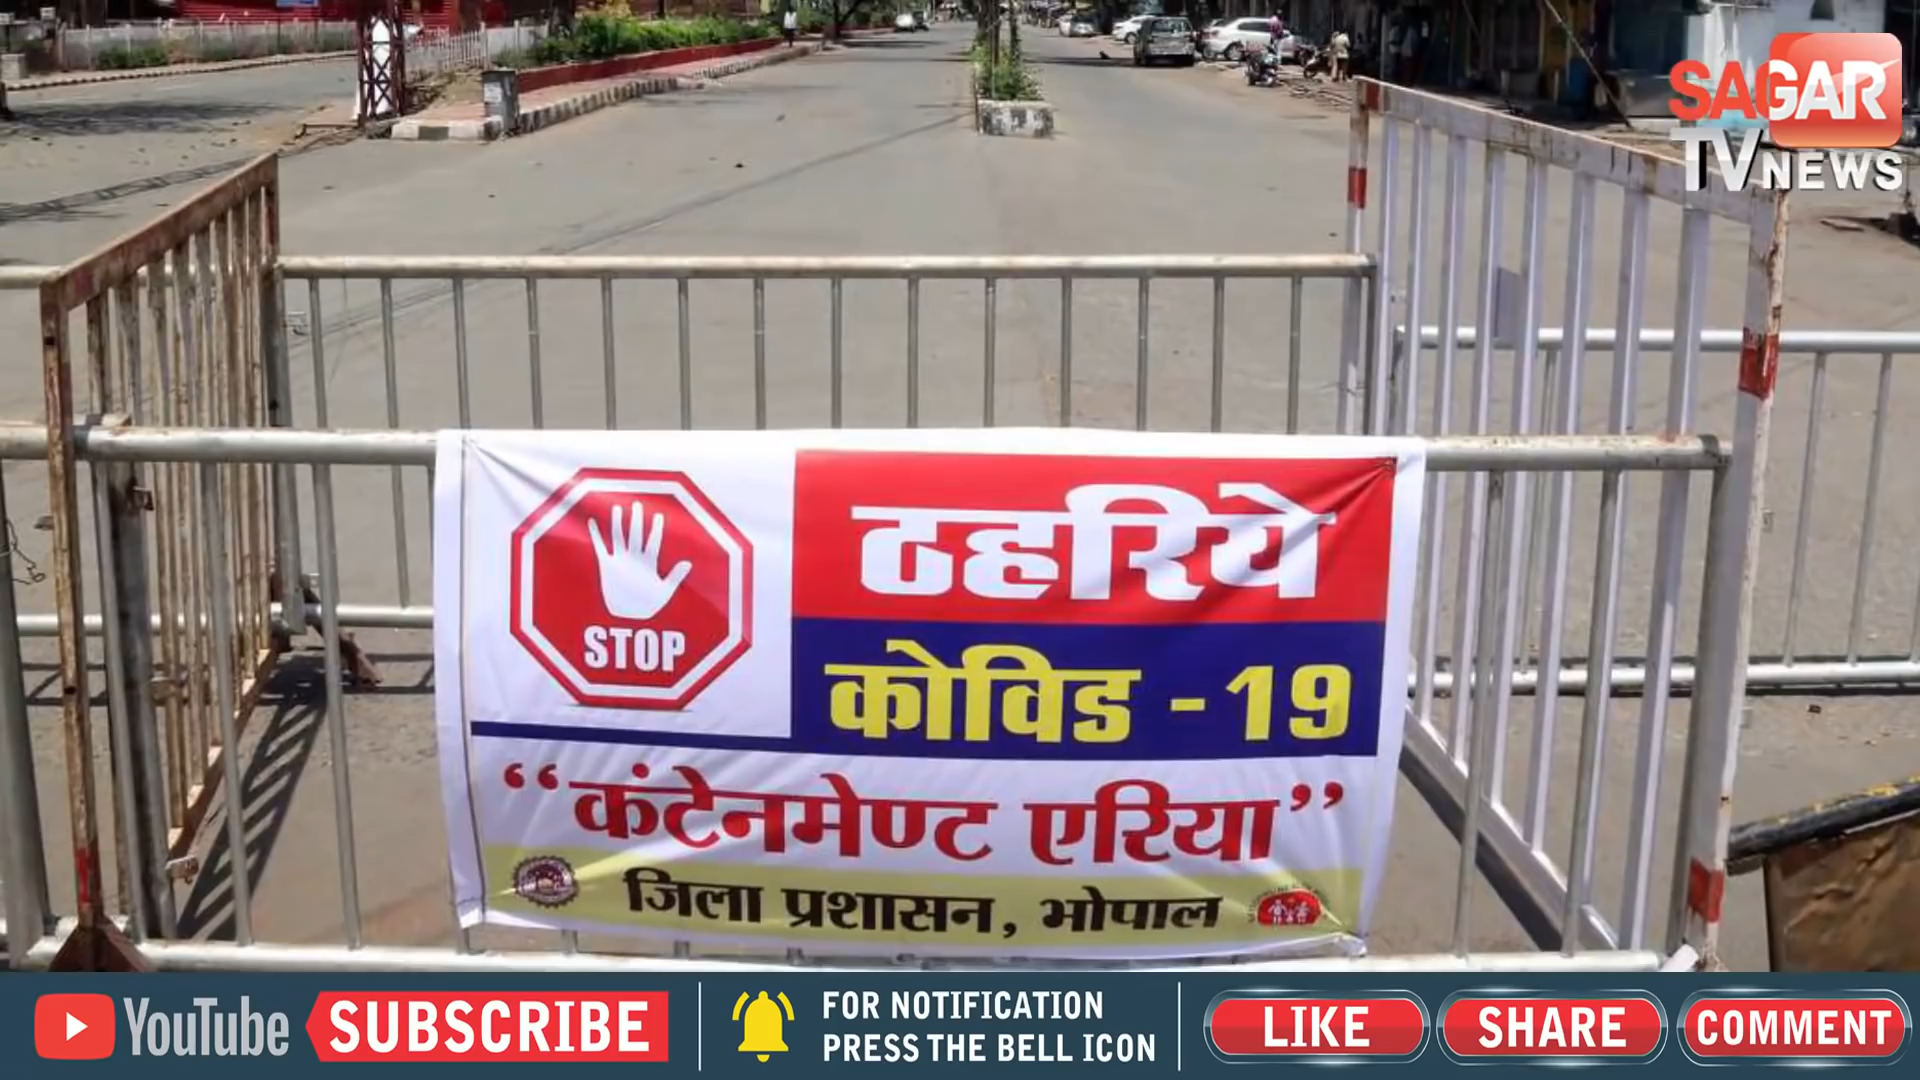 SAGAR
TV NEWS
STOP
ठहरिये
कोविड - 19
“कंटेनमेण्ट एरिया”
जिला प्रशासन, भोपाल
YouTube SUBSCRIBE
FOR NOTIFICATION
PRESS THE BELL ICON
LIKE SHARE COMMENT